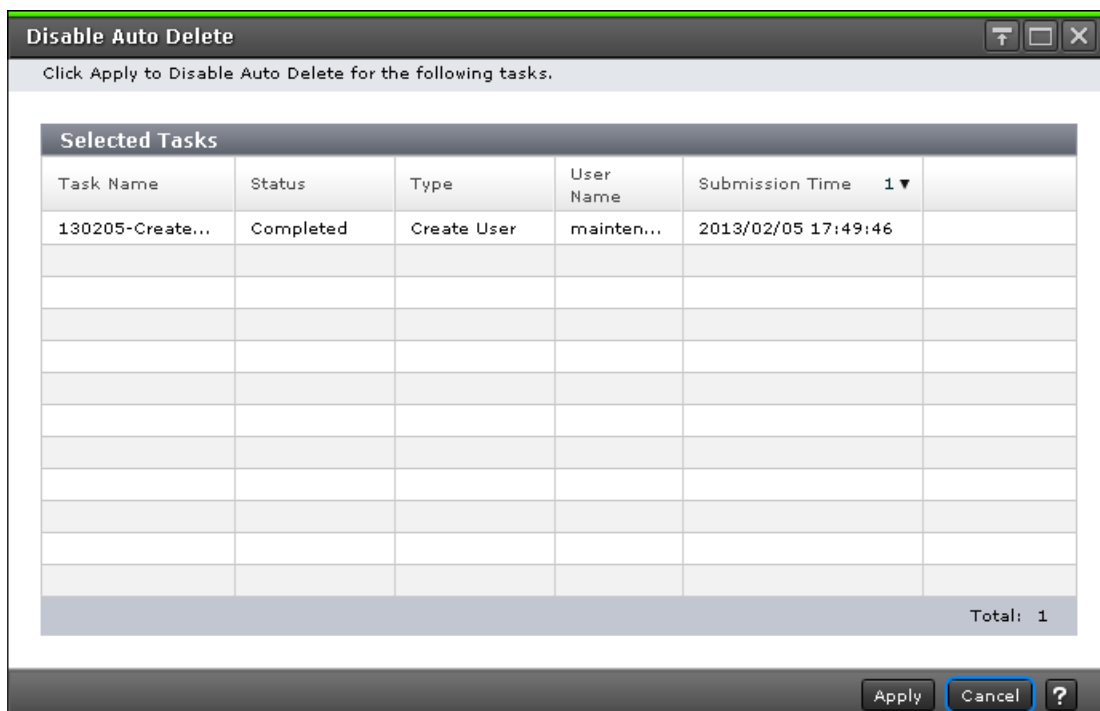 Disable Auto Delete
Click Apply to Disable Auto Delete for the following tasks.
Selected Tasks
Task Name Status Type User Name Submission Time 1▼
130205-Create... Completed Create User mainten... 2013/02/05 17:49:46
Total: 1
Apply Cancel ?